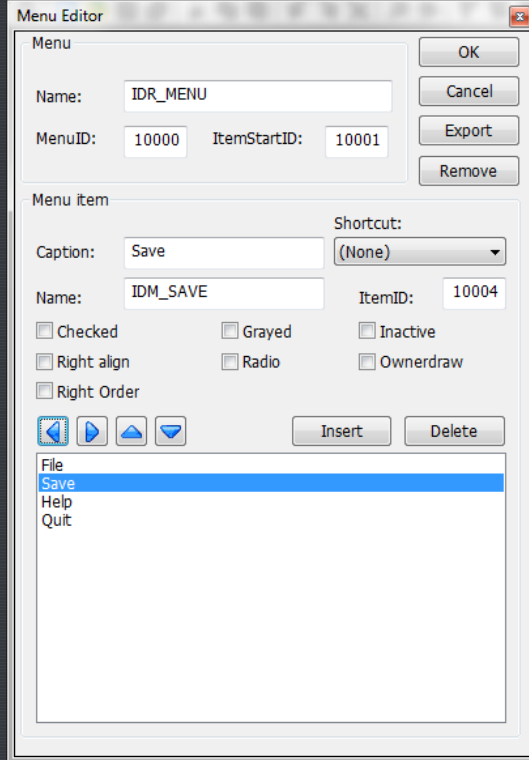 Menu Editor
Menu
OK
Name: IDR_MENU
Cancel
MenuID: 10000 ItemStartID: 10001
Export
Remove
Menu item
Shortcut:
Caption: Save (None)
Name: IDM_SAVE ItemID: 10004
Checked Grayed Inactive
Right align Radio Ownerdraw
Right Order
Insert Delete
File
Save
Help
Quit